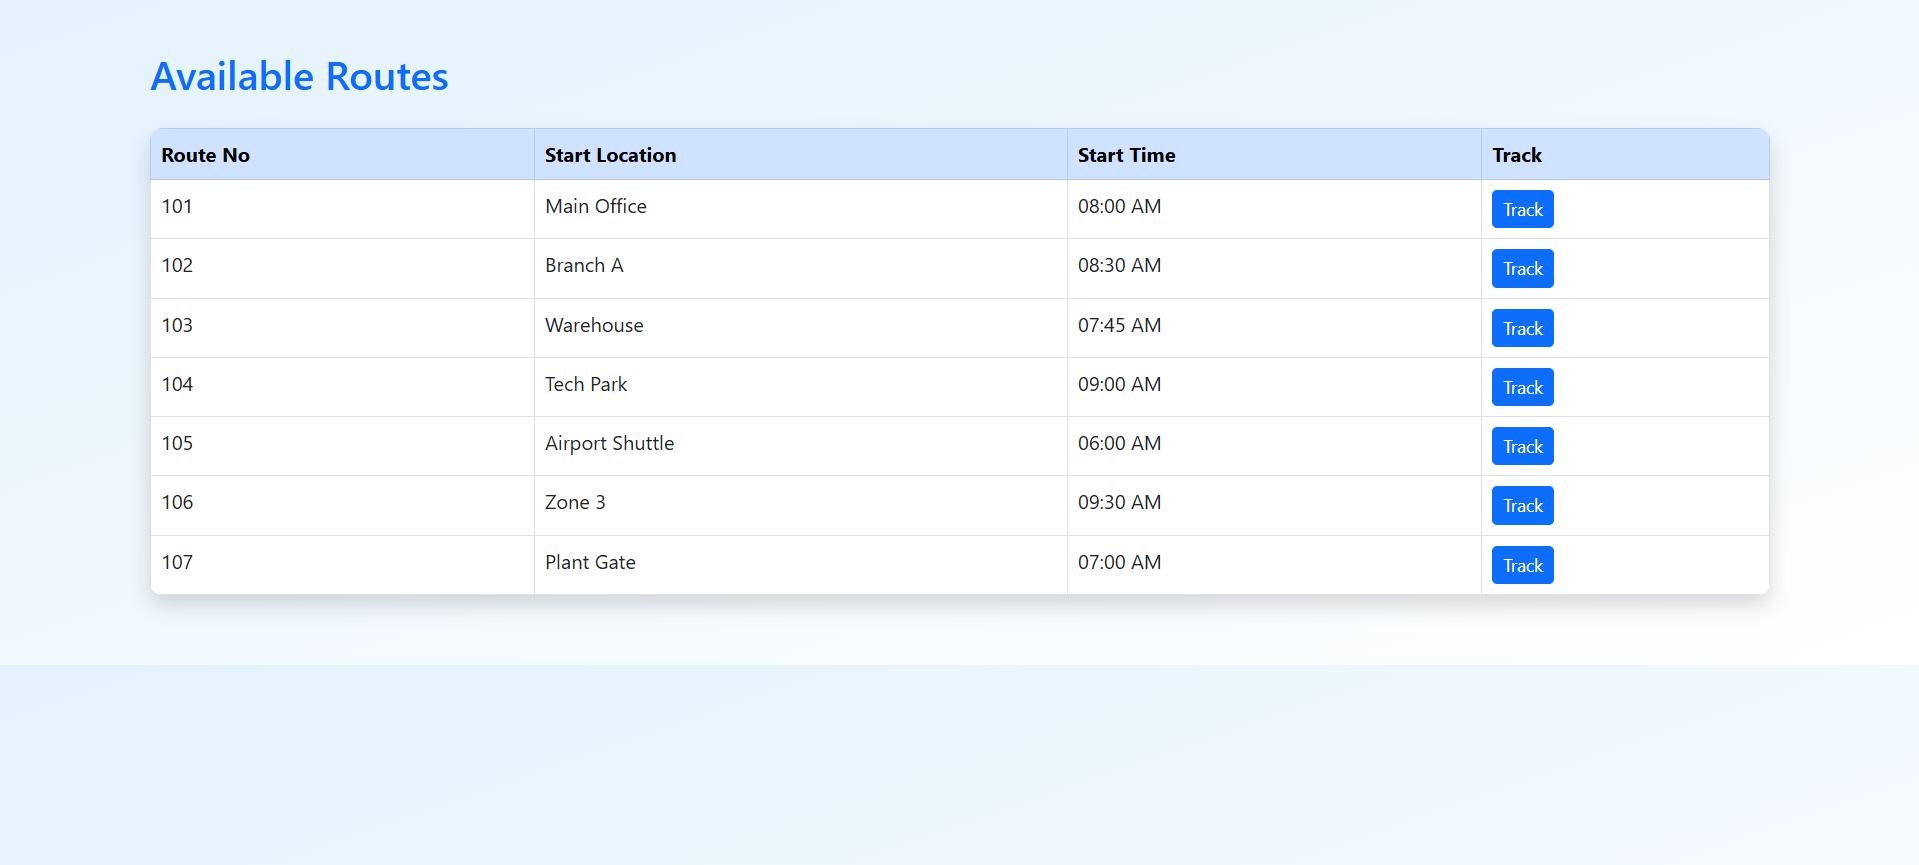 Available Routes
Route No Start Location Start Time Track
101 Main Office 08:00 AM Track
102 Branch A 08:30 AM Track
103 Warehouse 07:45 AM Track
104 Tech Park 09:00 AM Track
105 Airport Shuttle 06:00 AM Track
106 Zone 3 09:30 AM Track
107 Plant Gate 07:00 AM Track